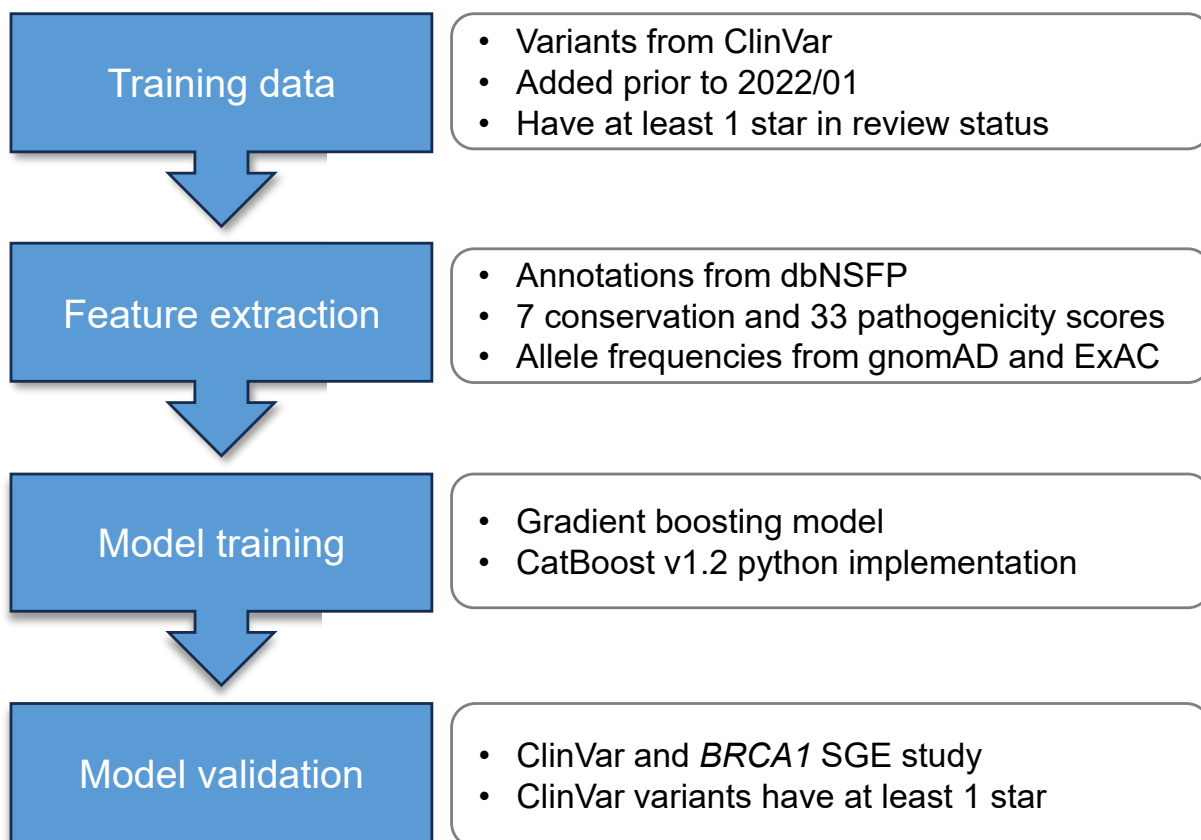 Training data
• Variants from ClinVar
• Added prior to 2022/01
• Have at least 1 star in review status
Feature extraction
• Annotations from dbNSFP
• 7 conservation and 33 pathogenicity scores
• Allele frequencies from gnomAD and ExAC
Model training
• Gradient boosting model
• CatBoost v1.2 python implementation
Model validation
• ClinVar and BRCA1 SGE study
• ClinVar variants have at least 1 star